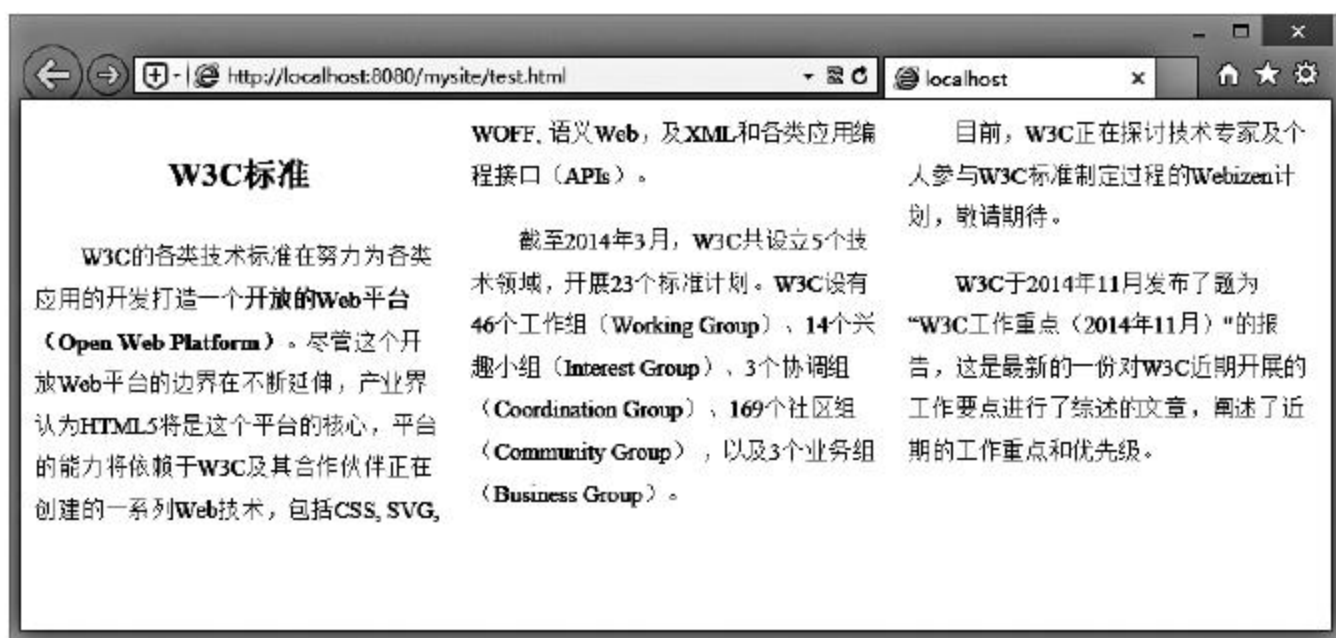 http://localhost:8080/mysite/test.html
localhost
W3C标准
W3C的各类技术标准在努力为各类
应用的开发打造一个开放的Web平台
（Open Web Platform）。尽管这个开
放Web平台的边界在不断延伸，产业界
认为HTML5将是这个平台的核心，平台
的能力将依赖于W3C及其合作伙伴正在
创建的一系列Web技术，包括CSS, SVG,
WOFF, 语义Web，及XML和各类应用编
程接口（APIs）。
截至2014年3月，W3C共设立5个技
术领域，开展23个标准计划。W3C设有
46个工作组（Working Group）、14个兴
趣小组（Interest Group）、3个协调组
（Coordination Group）、169个社区组
（Community Group），以及3个业务组
（Business Group）。
目前，W3C正在探讨技术专家及个
人参与W3C标准制定过程的Webizen计
划，敬请期待。
W3C于2014年11月发布了题为
“W3C工作重点（2014年11月）"的报
告，这是最新的一份对W3C近期开展的
工作要点进行了综述的文章，阐述了近
期的工作重点和优先级。